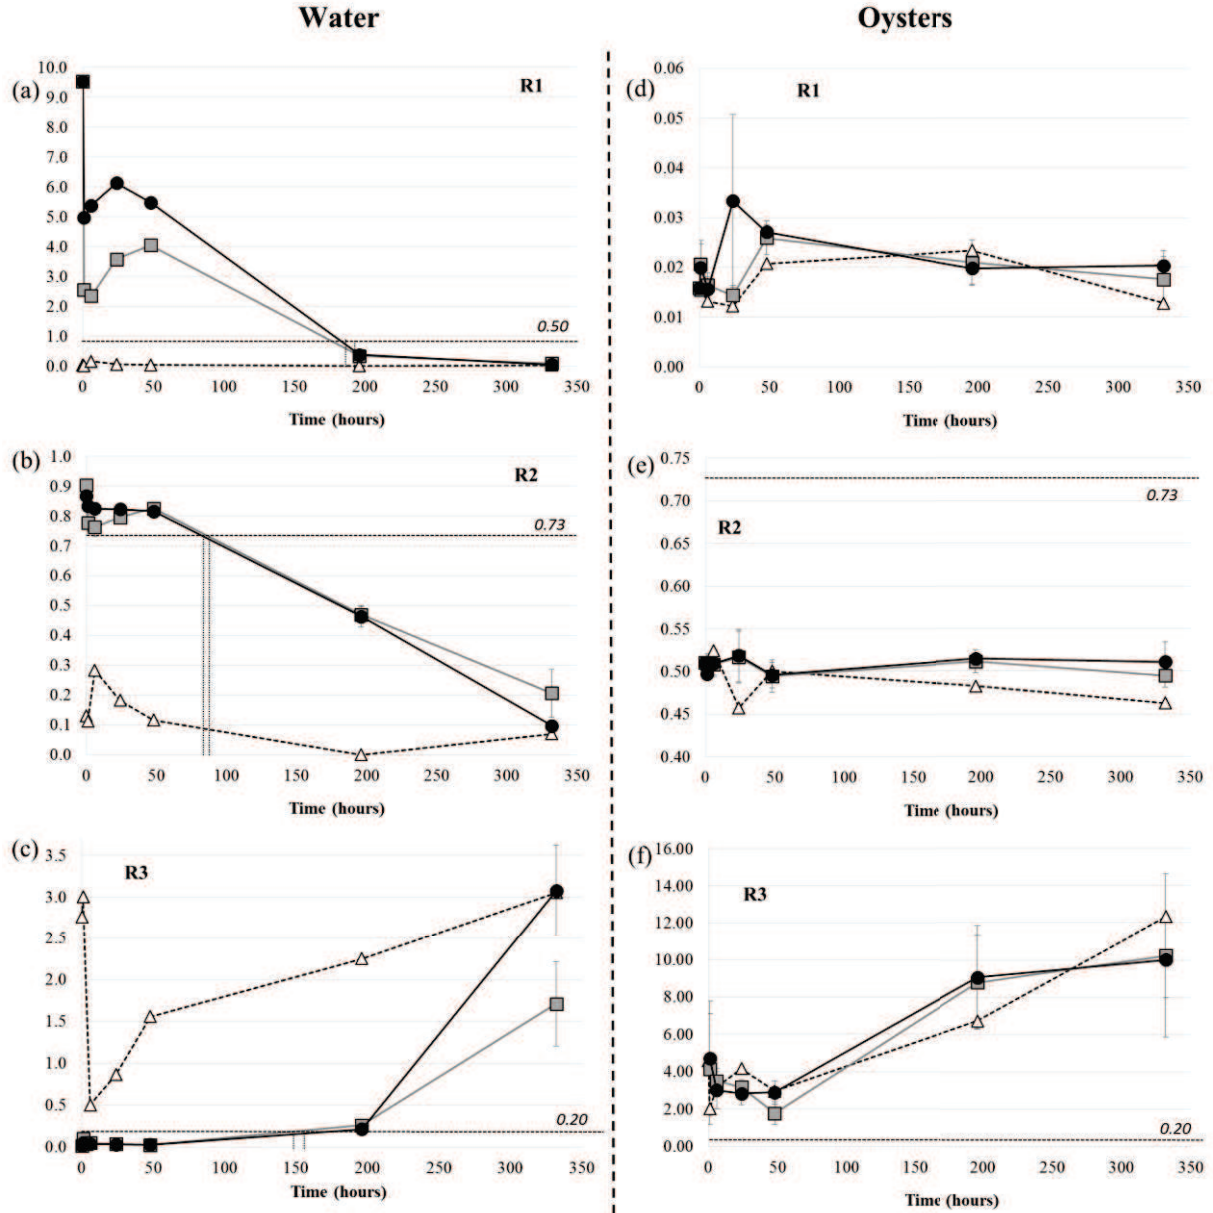 Water
Oysters
(a)
R1
10.0
9.0
8.0
7.0
6.0
5.0
4.0
3.0
2.0
1.0
0.0
0.50
0 50 100 150 200 250 300 350
Time (hours)
(d)
R1
0.06
0.05
0.04
0.03
0.02
0.01
0.00
0 50 100 150 200 250 300 350
Time (hours)
(b)
R2
1.0
0.9
0.8
0.7
0.6
0.5
0.4
0.3
0.2
0.1
0.0
0.73
0 50 100 150 200 250 300 350
Time (hours)
(e)
R2
0.75
0.70
0.65
0.60
0.55
0.50
0.45
0.40
0.73
0 50 100 150 200 250 300 350
Time (hours)
(c)
R3
3.5
3.0
2.5
2.0
1.5
1.0
0.5
0.0
0.20
0 50 100 150 200 250 300 350
Time (hours)
(f)
R3
16.00
14.00
12.00
10.00
8.00
6.00
4.00
2.00
0.00
0.20
0 50 100 150 200 250 300 350
Time (hours)